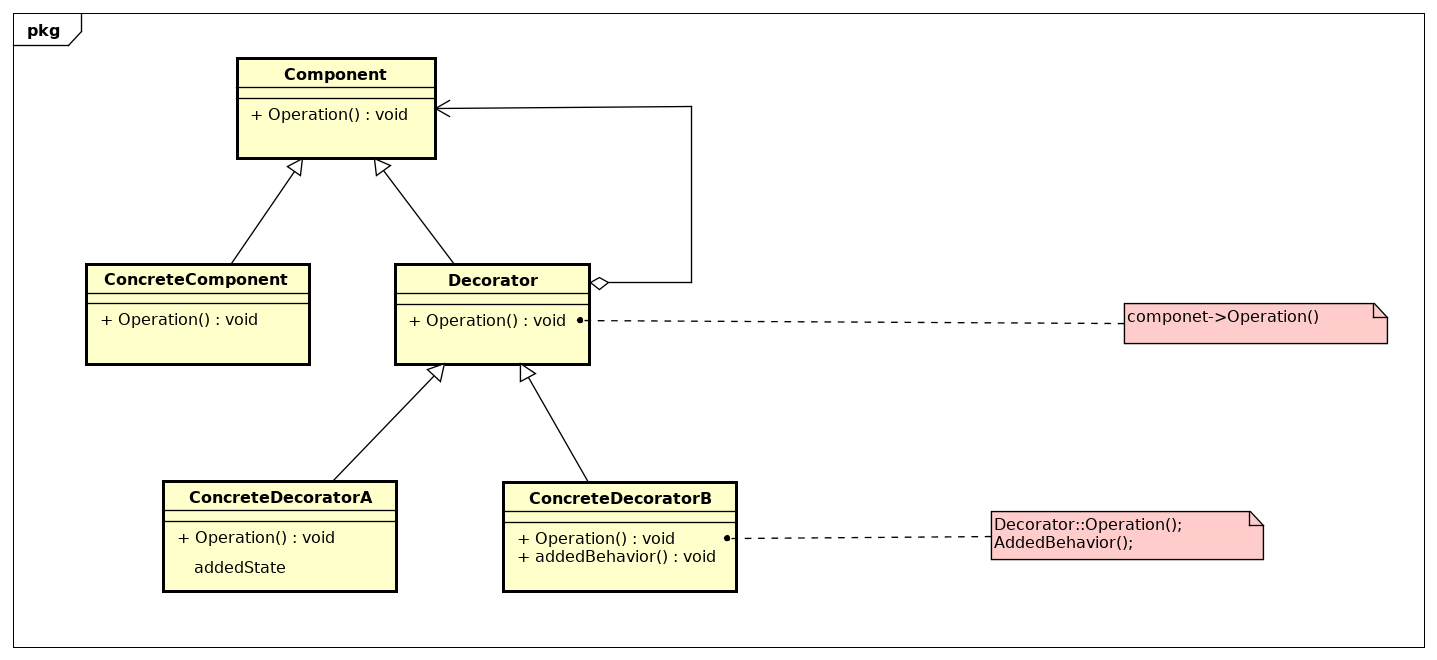 pkg
Component
+ Operation() : void
ConcreteComponent
+ Operation() : void
Decorator
+ Operation() : void
componet->Operation()
ConcreteDecoratorA
+ Operation() : void
addedState
ConcreteDecoratorB
+ Operation() : void
+ addedBehavior() : void
Decorator::Operation();
AddedBehavior();